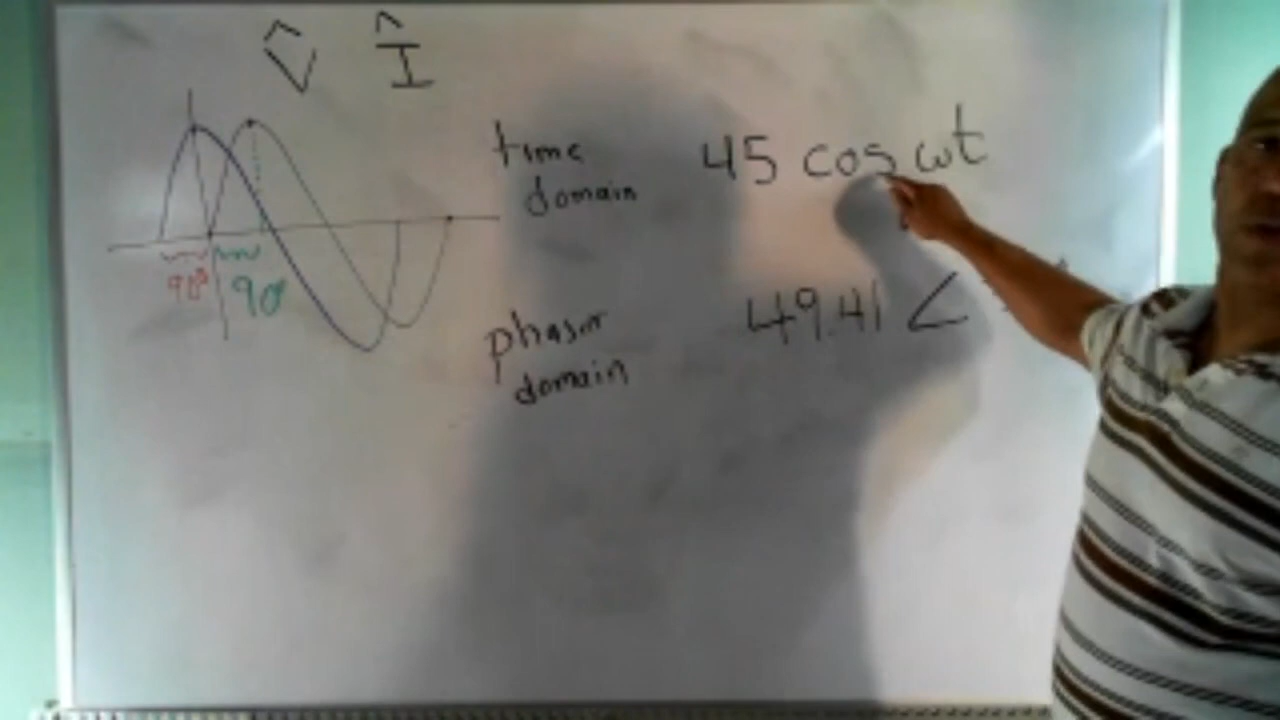 V̂ Î
time
domain
45 cos ωt
90° 90°
phasor
domain
49.41 ∠